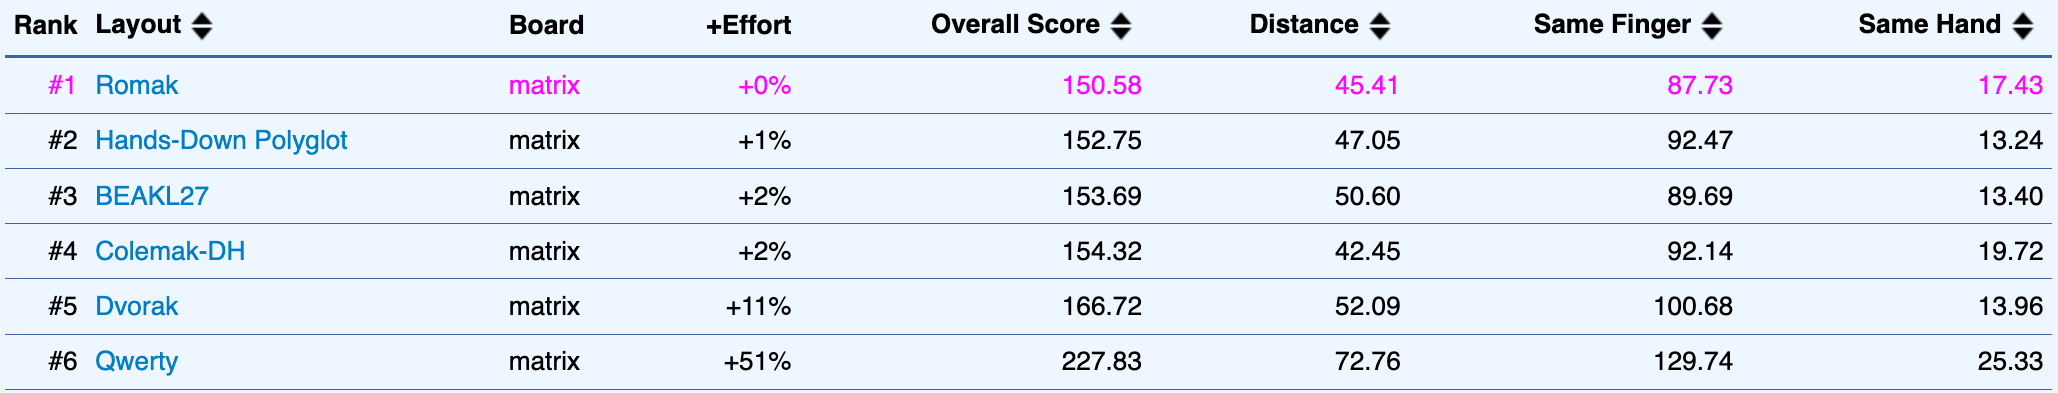 Rank Layout Board +Effort Overall Score Distance Same Finger Same Hand
#1 Romak matrix +0% 150.58 45.41 87.73 17.43
#2 Hands-Down Polyglot matrix +1% 152.75 47.05 92.47 13.24
#3 BEAKL27 matrix +2% 153.69 50.60 89.69 13.40
#4 Colemak-DH matrix +2% 154.32 42.45 92.14 19.72
#5 Dvorak matrix +11% 166.72 52.09 100.68 13.96
#6 Qwerty matrix +51% 227.83 72.76 129.74 25.33